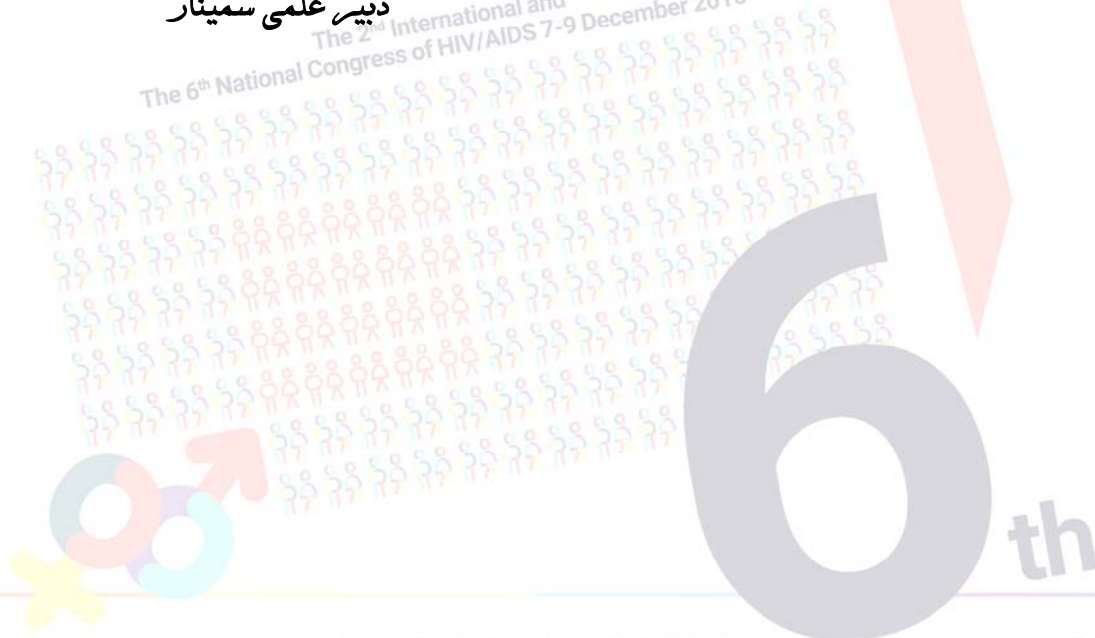 دبیر علمی سمینار
The 2nd International and
The 6th National Congress of HIV/AIDS 7-9 December
6th